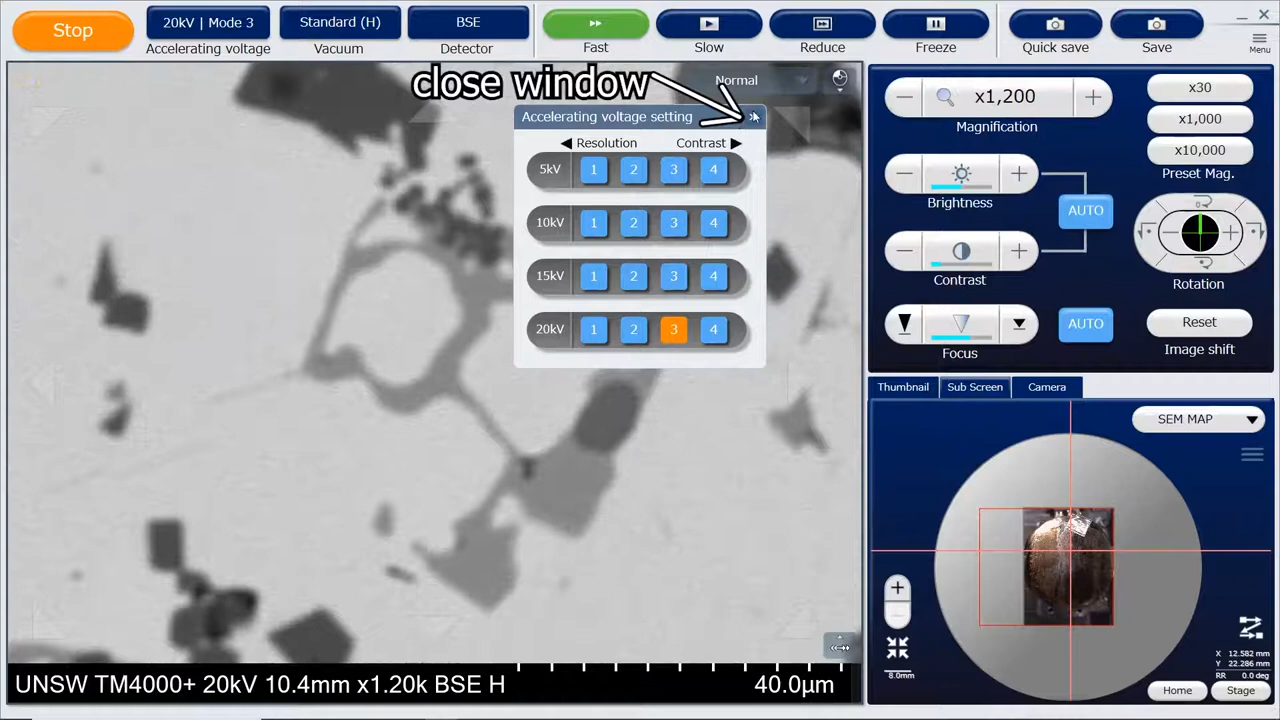 Stop
20kV | Mode 3
Accelerating voltage
Standard (H)
Vacuum
BSE
Detector
Fast
Slow
Reduce
Freeze
Quick save
Save
Menu
close window
Normal
Accelerating voltage setting
Resolution Contrast
5kV 1 2 3 4
10kV 1 2 3 4
15kV 1 2 3 4
20kV 1 2 3 4
UNSW TM4000+ 20kV 10.4mm x1.20k BSE H 40.0µm
x1,200
Magnification
x30
x1,000
x10,000
Preset Mag.
Brightness
AUTO
Contrast
0
Rotation
AUTO
Focus
Reset
Image shift
Thumbnail Sub Screen Camera
SEM MAP
8.0mm
X 12.582 mm
Y 22.286 mm
RR 0.0 deg
Home Stage